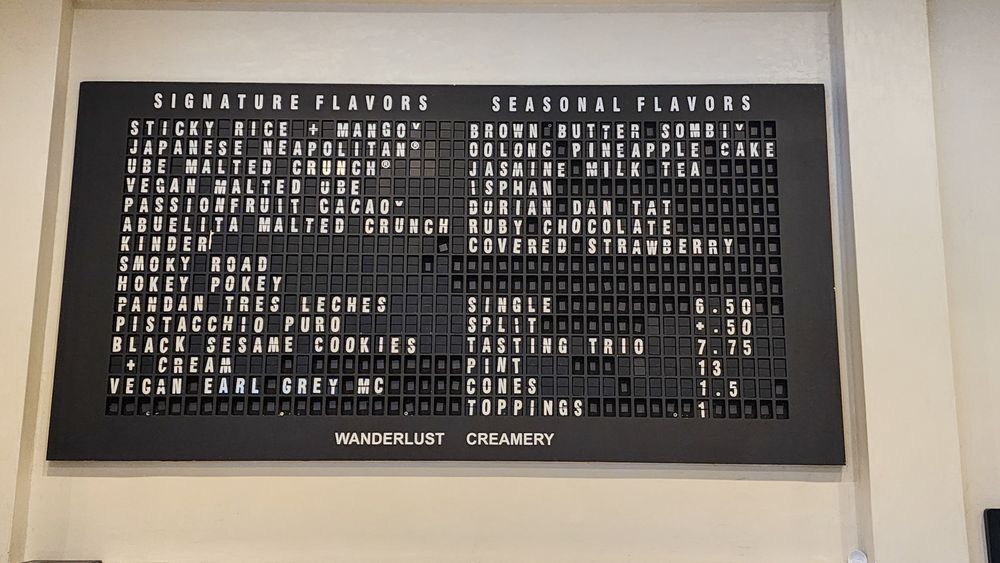 SIGNATURE FLAVORS
STICKY RICE + MANGOᵛ
JAPANESE NEAPOLITAN®
UBE MALTED CRUNCH®
VEGAN MALTED UBE
PASSIONFRUIT CACAOᵛ
ABUELITA MALTED CRUNCH
KINDER
SMOKY ROAD
HOKEY POKEY
PANDAN TRES LECHES
PISTACCHIO PURO
BLACK SESAME COOKIES
+ CREAM
VEGAN EARL GREY MC
SEASONAL FLAVORS
BROWN BUTTER SOMBIᵛ
OOLONG PINEAPPLE CAKE
JASMINE MILK TEA
ISPHAN
DURIAN DAN TAT
RUBY CHOCOLATE
COVERED STRAWBERRY
SINGLE 6.50
SPLIT +.50
TASTING TRIO 7.75
PINT 13
CONES 1.5
TOPPINGS 1
WANDERLUST CREAMERY